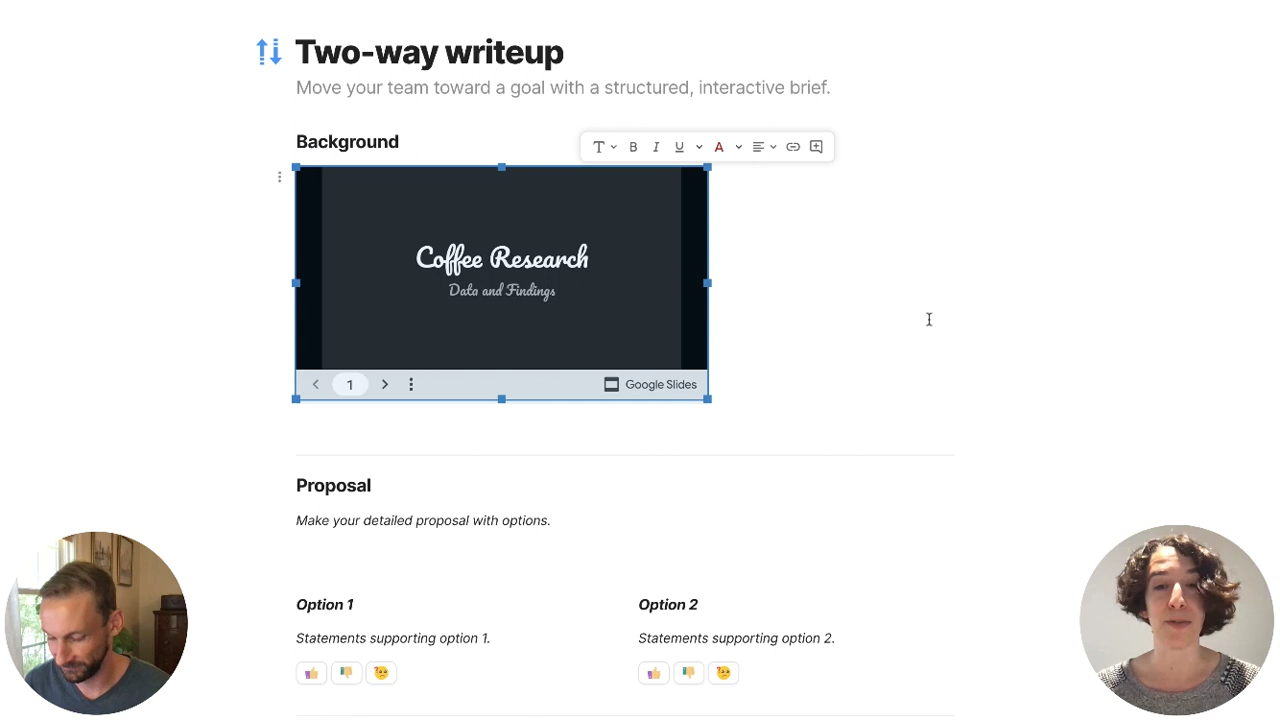 Two-way writeup
Move your team toward a goal with a structured, interactive brief.
Background
T B I U A
Coffee Research
Data and Findings
1 Google Slides
Proposal
Make your detailed proposal with options.
Option 1
Statements supporting option 1.
Option 2
Statements supporting option 2.